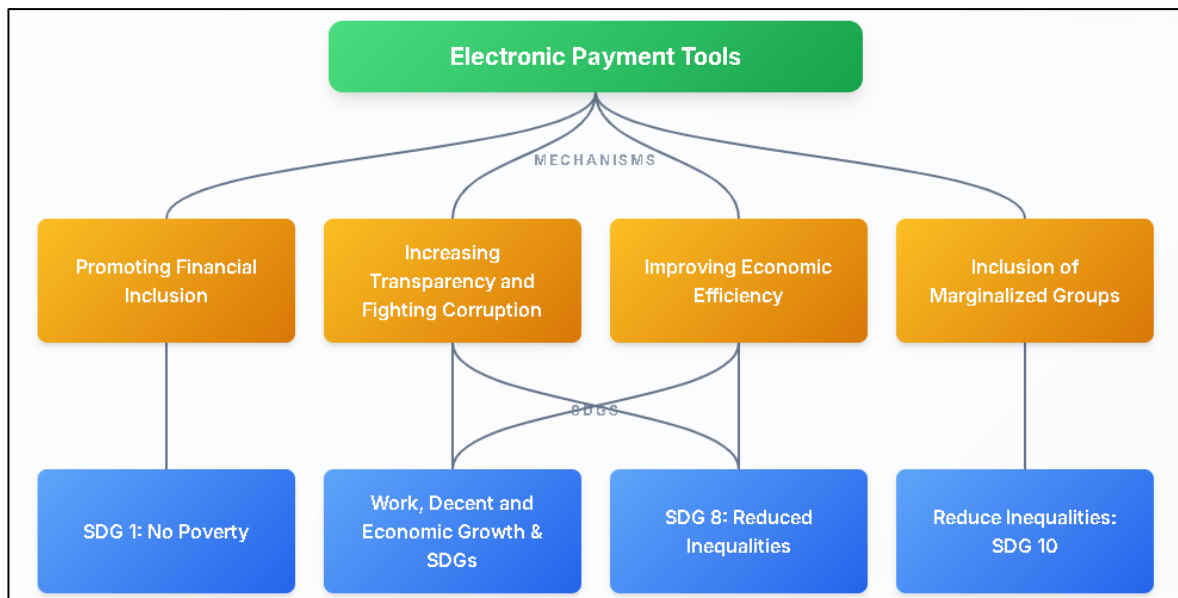 Electronic Payment Tools
MECHANISMS
Promoting Financial
Inclusion
Increasing
Transparency and
Fighting Corruption
Improving Economic
Efficiency
Inclusion of
Marginalized Groups
SDGS
SDG 1: No Poverty
Work, Decent and
Economic Growth &
SDGs
SDG 8: Reduced
Inequalities
Reduce Inequalities:
SDG 10